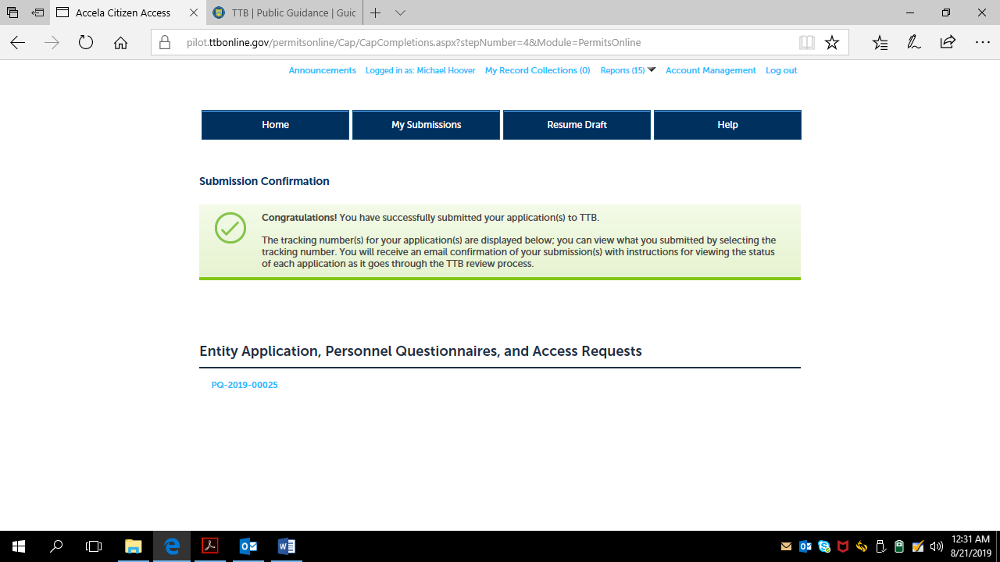 Accela Citizen Access
TTB | Public Guidance | Guic
pilot.ttbonline.gov/permitsonline/Cap/CapCompletions.aspx?stepNumber=4&Module=PermitsOnline
Announcements Logged in as: Michael Hoover My Record Collections (0) Reports (15) Account Management Log out
Home My Submissions Resume Draft Help
Submission Confirmation
Congratulations! You have successfully submitted your application(s) to TTB.
The tracking number(s) for your application(s) are displayed below; you can view what you submitted by selecting the
tracking number. You will receive an email confirmation of your submission(s) with instructions for viewing the status
of each application as it goes through the TTB review process.
Entity Application, Personnel Questionnaires, and Access Requests
PQ-2019-00025
12:31 AM
8/21/2019